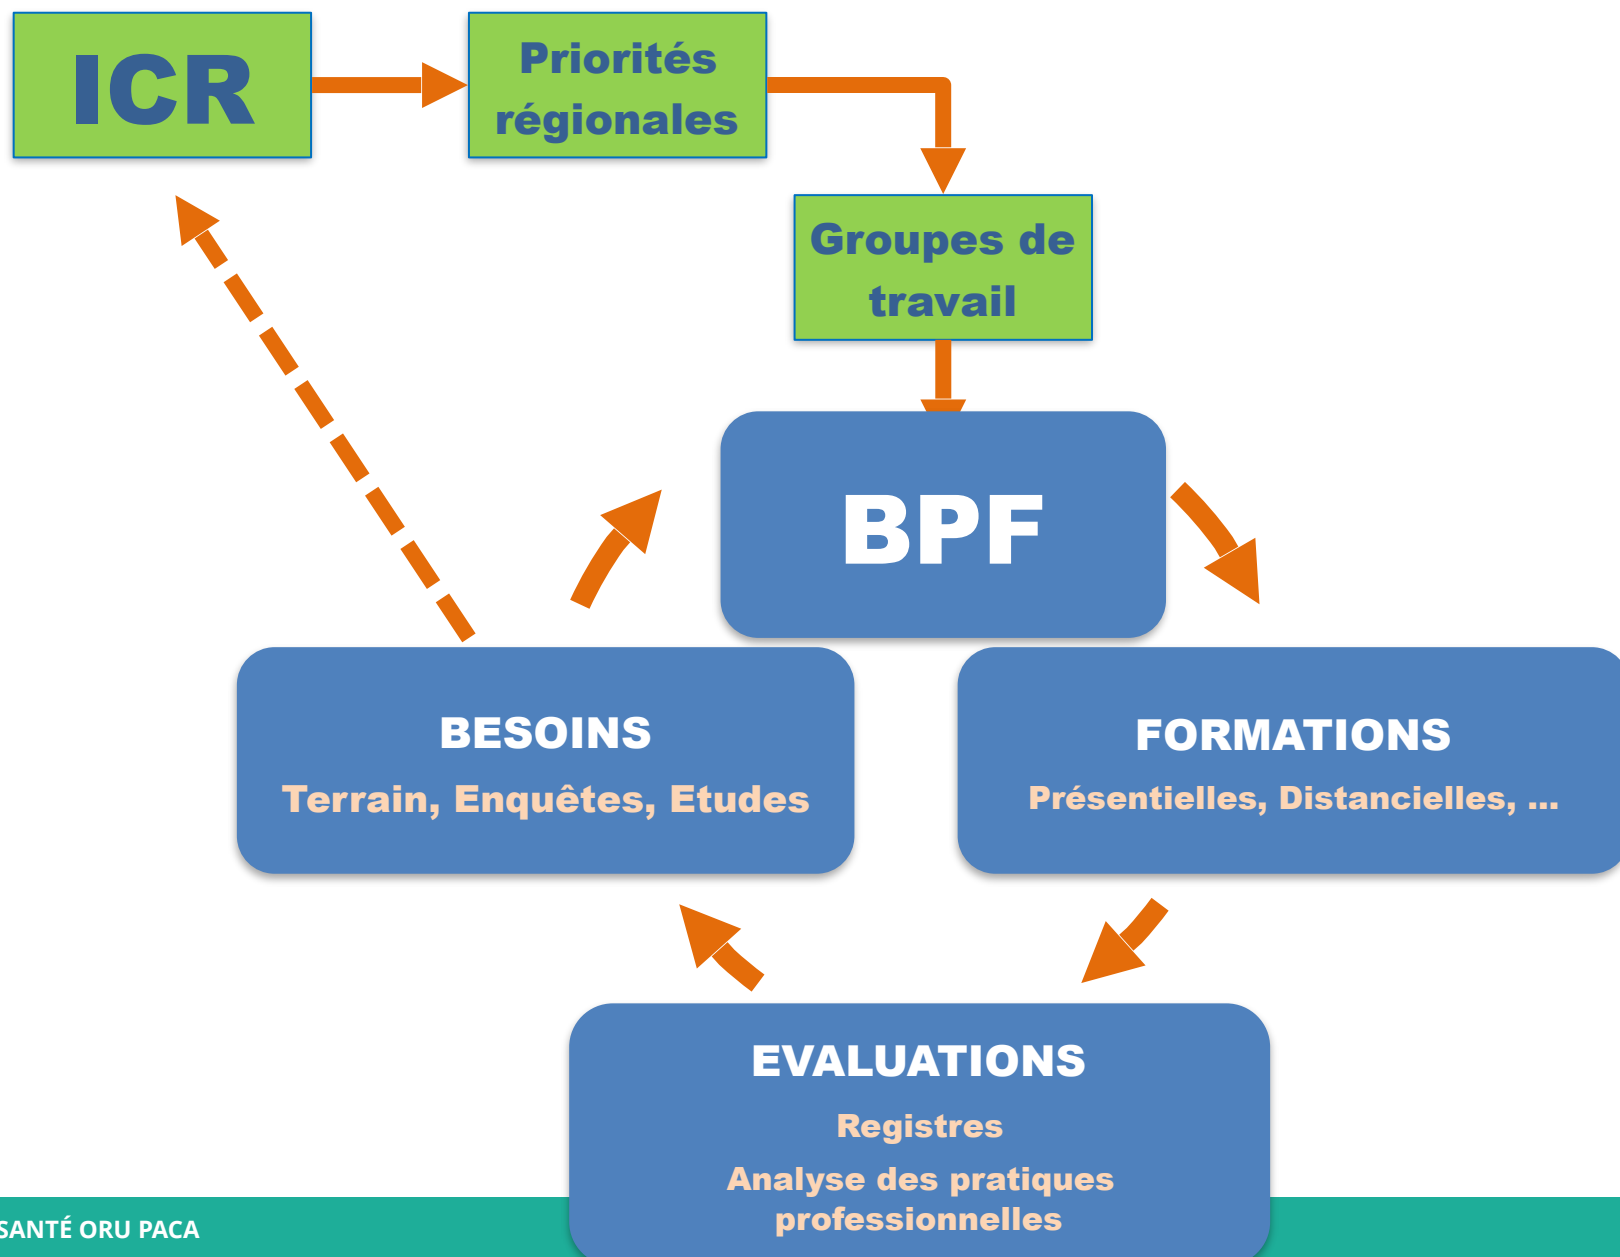 ICR
Priorités
régionales
Groupes de
travail
BPF
BESOINS
Terrain, Enquêtes, Etudes
FORMATIONS
Présentielles, Distancielles, ...
EVALUATIONS
Registres
Analyse des pratiques
professionnelles
SANTÉ ORU PACA